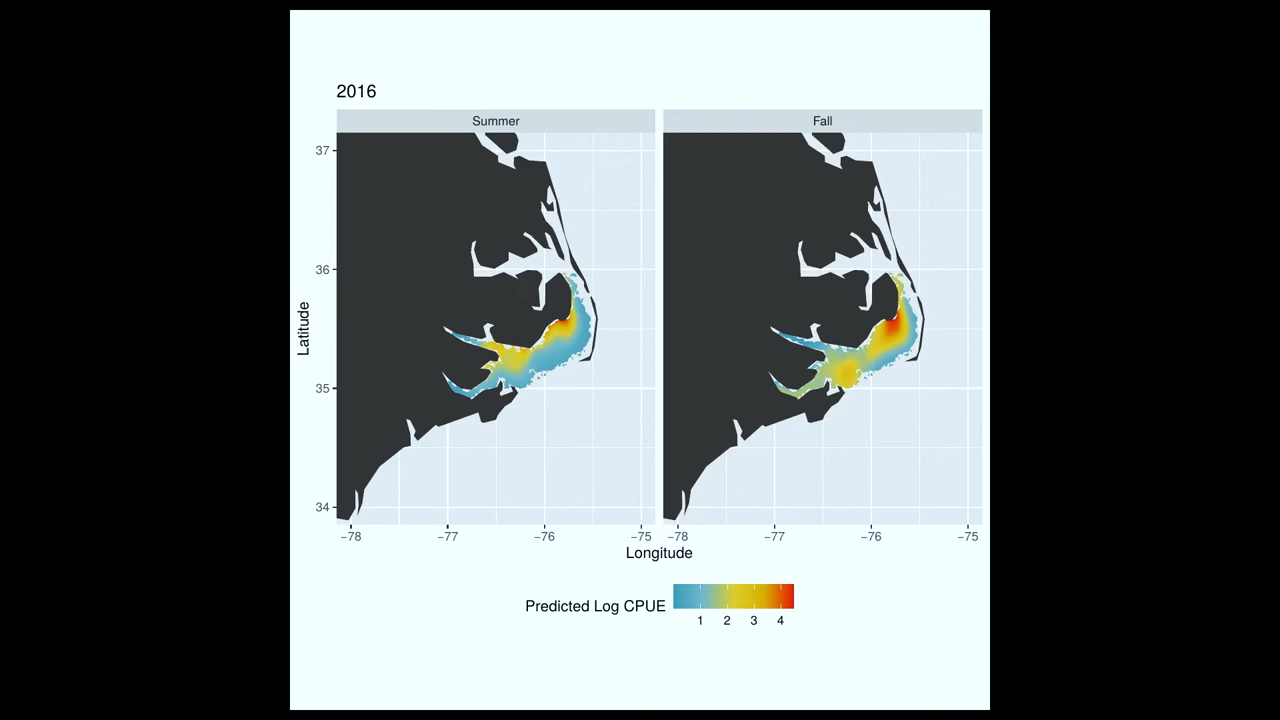 2016
Summer Fall
37
36
35
34
Latitude
−78 −77 −76 −75 −78 −77 −76 −75
Longitude
Predicted Log CPUE
1 2 3 4